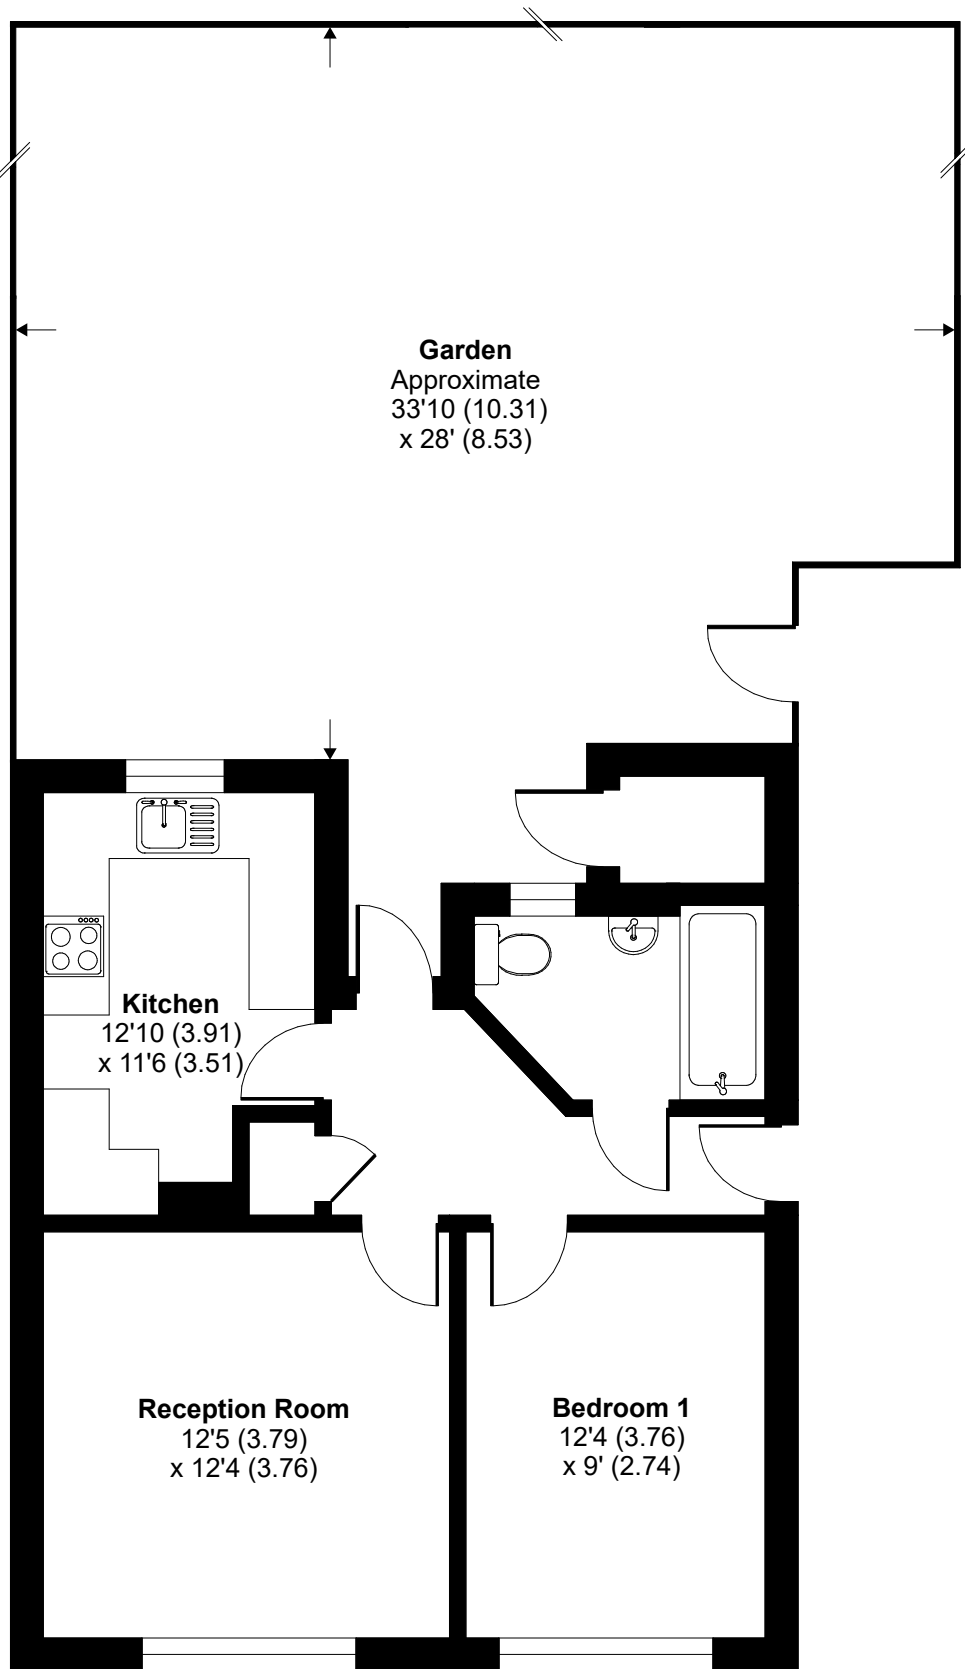 Garden
Approximate
33'10 (10.31)
x 28' (8.53)
Kitchen
12'10 (3.91)
x 11'6 (3.51)
Reception Room
12'5 (3.79)
x 12'4 (3.76)
Bedroom 1
12'4 (3.76)
x 9' (2.74)